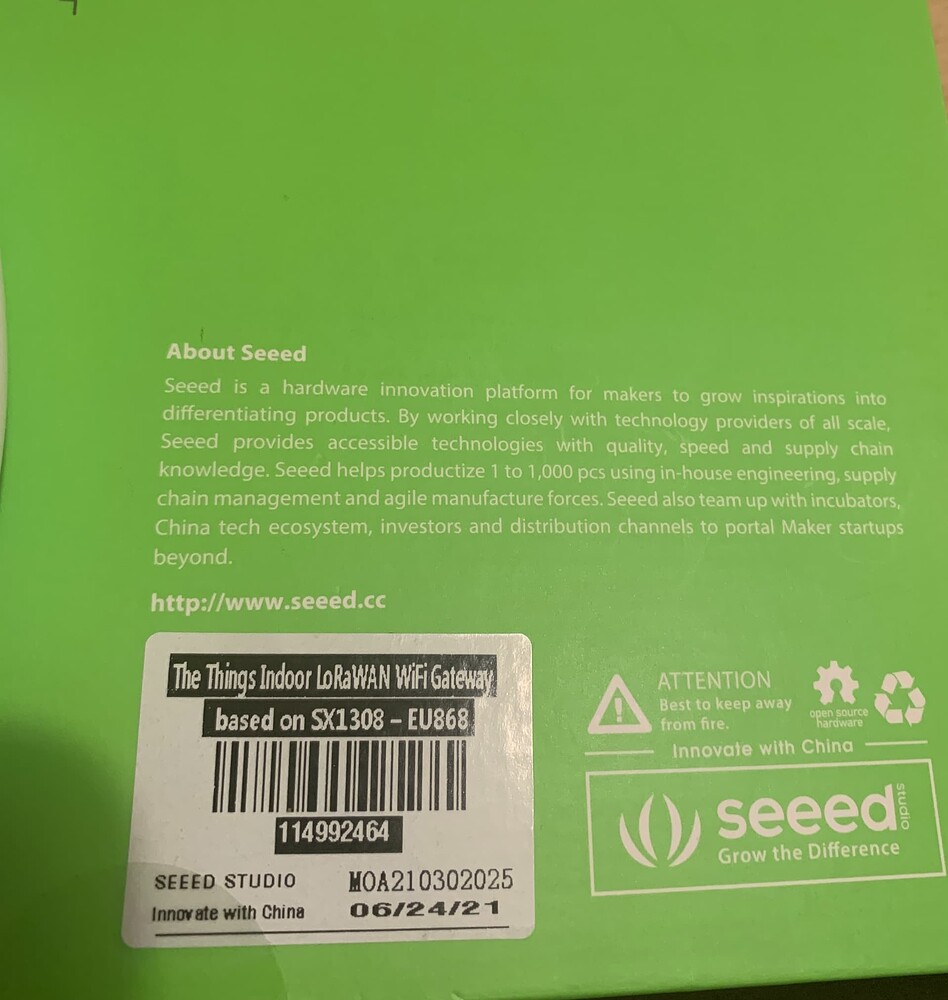 About Seeed
Seeed is a hardware innovation platform for makers to grow inspirations into
differentiating products. By working closely with technology providers of all scale,
Seeed provides accessible technologies with quality, speed and supply chain
knowledge. Seeed helps productize 1 to 1,000 pcs using in-house engineering, supply
chain management and agile manufacture forces. Seeed also team up with incubators,
China tech ecosystem, investors and distribution channels to portal Maker startups
beyond.
http://www.seeed.cc
The Things Indoor LoRaWAN WiFi Gateway
based on SX1308 – EU868
114992464
SEEED STUDIO
MOA210302025
Innovate with China
06/24/21
ATTENTION
Best to keep away
from fire.
open source
hardware
Innovate with China
seeed
studio
Grow the Difference